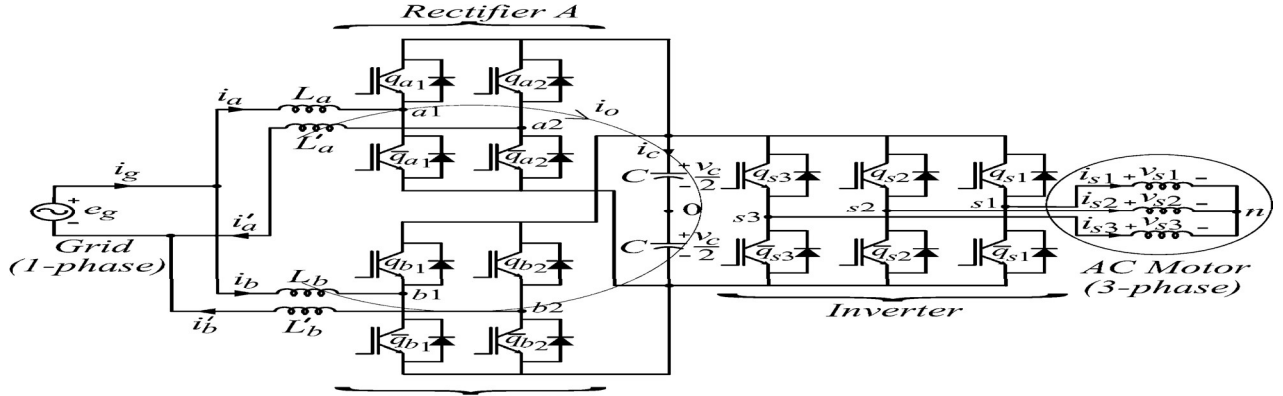 Rectifier A
q_a1 q_a2
i_a L_a a1 i_o
L'_a a2
q̄_a1 q̄_a2
i_g
i_c + v_c/2 −
C
e_g + −
i'_a
O
C + v_c/2 −
Grid
(1-phase)
q_s3 q_s2 q_s1
s3 s2 s1
q̄_s3 q̄_s2 q̄_s1
i_s1 + v_s1 −
i_s2 + v_s2 − n
i_s3 + v_s3 −
AC Motor
(3-phase)
Inverter
q_b1 q_b2
i_b L_b b1
i'_b L'_b b2
q̄_b1 q̄_b2